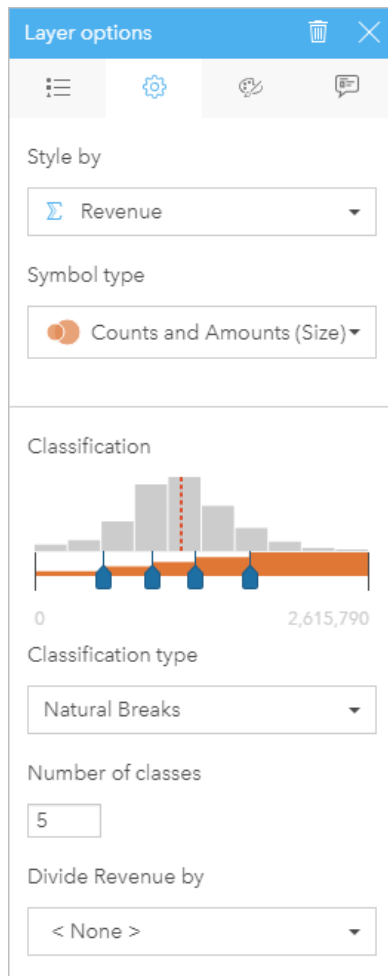 Layer options
Style by
Σ Revenue
Symbol type
Counts and Amounts (Size)
Classification
0 2,615,790
Classification type
Natural Breaks
Number of classes
5
Divide Revenue by
< None >